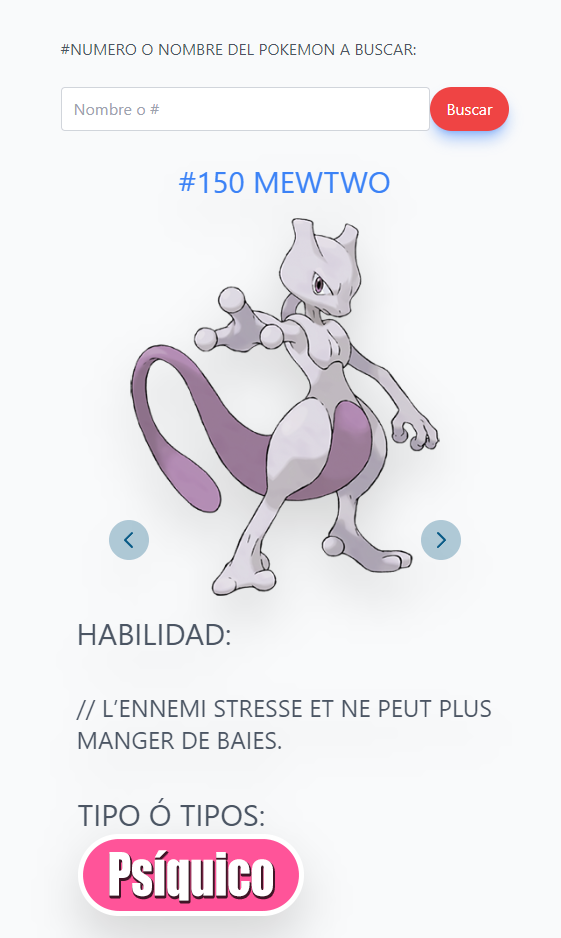 #NUMERO O NOMBRE DEL POKEMON A BUSCAR:
Nombre o #
Buscar
#150 MEWTWO
HABILIDAD:
// L’ENNEMI STRESSE ET NE PEUT PLUS
MANGER DE BAIES.
TIPO Ó TIPOS:
Psíquico